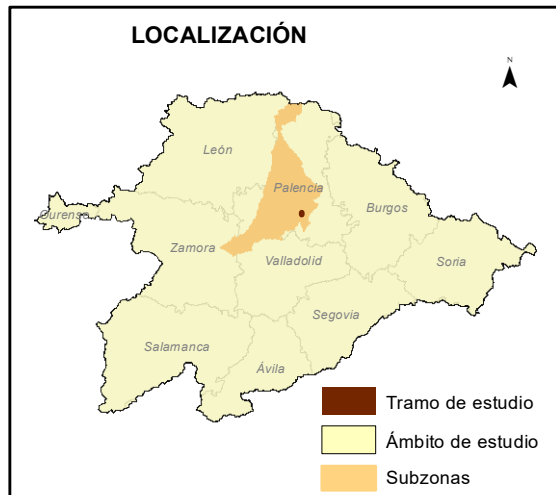 LOCALIZACIÓN
N
León
Palencia
Ourense
Burgos
Zamora
Valladolid
Soria
Segovia
Salamanca
Ávila
Tramo de estudio
Ámbito de estudio
Subzonas